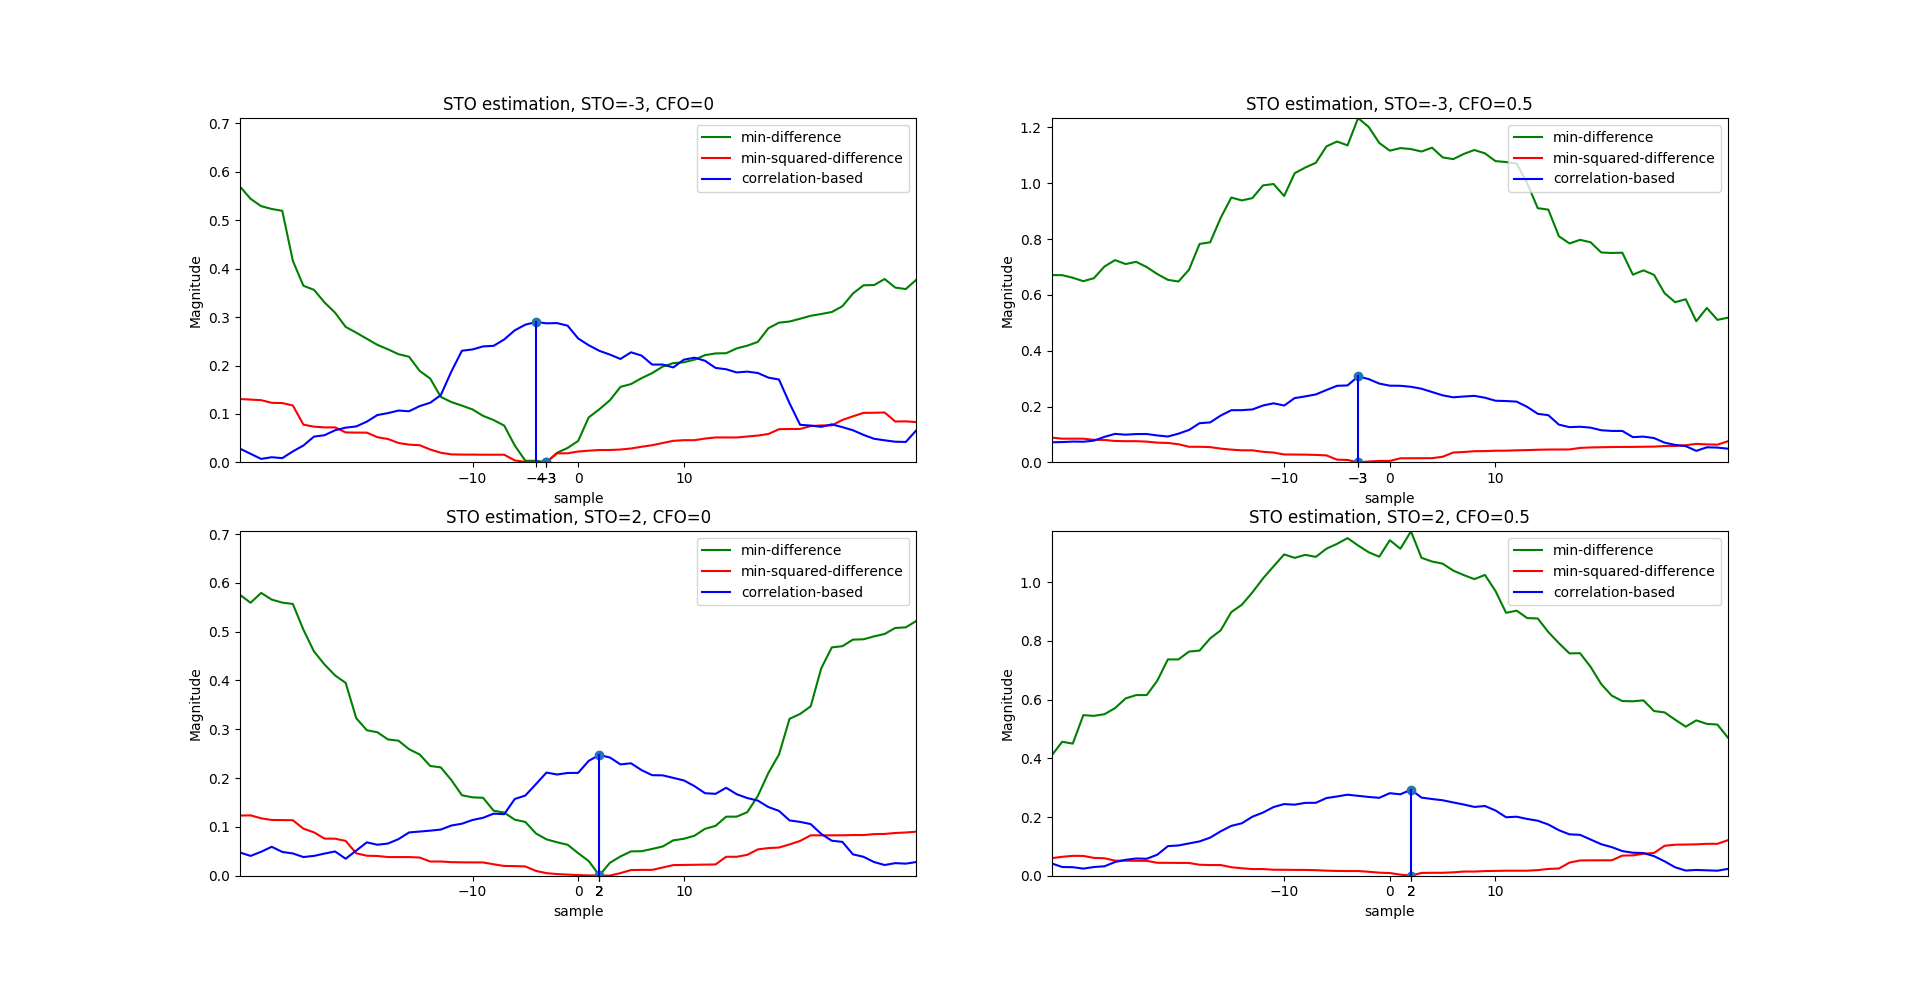 STO estimation, STO=-3, CFO=0
0.7
0.6
0.5
0.4
0.3
0.2
0.1
0.0
Magnitude
min-difference
min-squared-difference
correlation-based
−10 −4 −3 0 10
sample
STO estimation, STO=-3, CFO=0.5
1.2
1.0
0.8
0.6
0.4
0.2
0.0
Magnitude
min-difference
min-squared-difference
correlation-based
−10 −3 0 10
sample
STO estimation, STO=2, CFO=0
0.7
0.6
0.5
0.4
0.3
0.2
0.1
0.0
Magnitude
min-difference
min-squared-difference
correlation-based
−10 0 2 10
sample
STO estimation, STO=2, CFO=0.5
1.0
0.8
0.6
0.4
0.2
0.0
Magnitude
min-difference
min-squared-difference
correlation-based
−10 0 2 10
sample